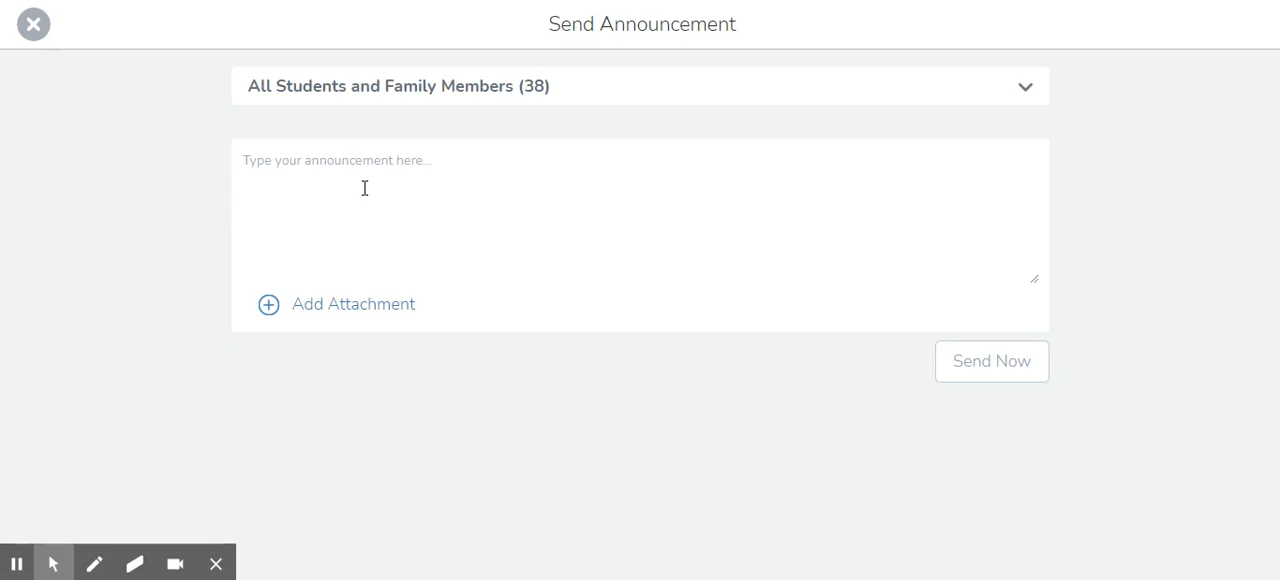 Send Announcement
All Students and Family Members (38)
Type your announcement here...
Add Attachment
Send Now